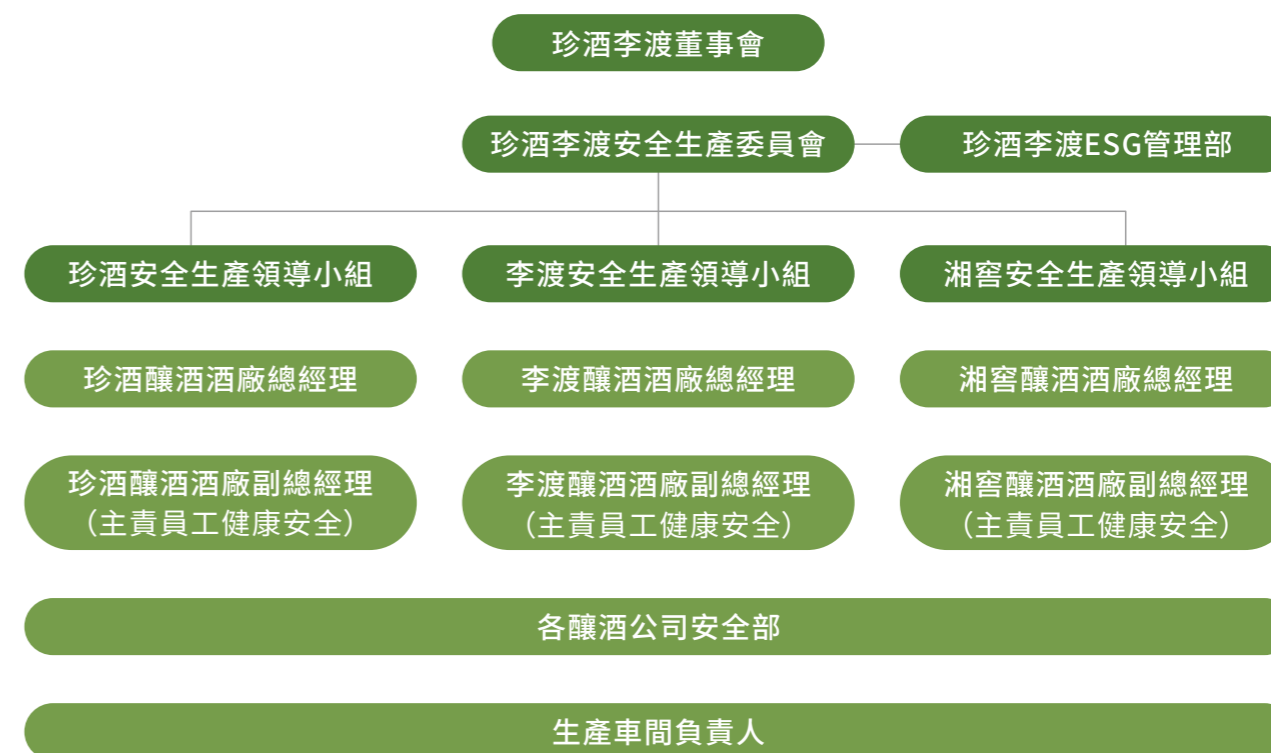 珍酒李渡董事會
珍酒李渡安全生產委員會
珍酒李渡ESG管理部
珍酒安全生產領導小組
李渡安全生產領導小組
湘窖安全生產領導小組
珍酒釀酒酒廠總經理
李渡釀酒酒廠總經理
湘窖釀酒酒廠總經理
珍酒釀酒酒廠副總經理
（主責員工健康安全）
李渡釀酒酒廠副總經理
（主責員工健康安全）
湘窖釀酒酒廠副總經理
（主責員工健康安全）
各釀酒公司安全部
生產車間負責人